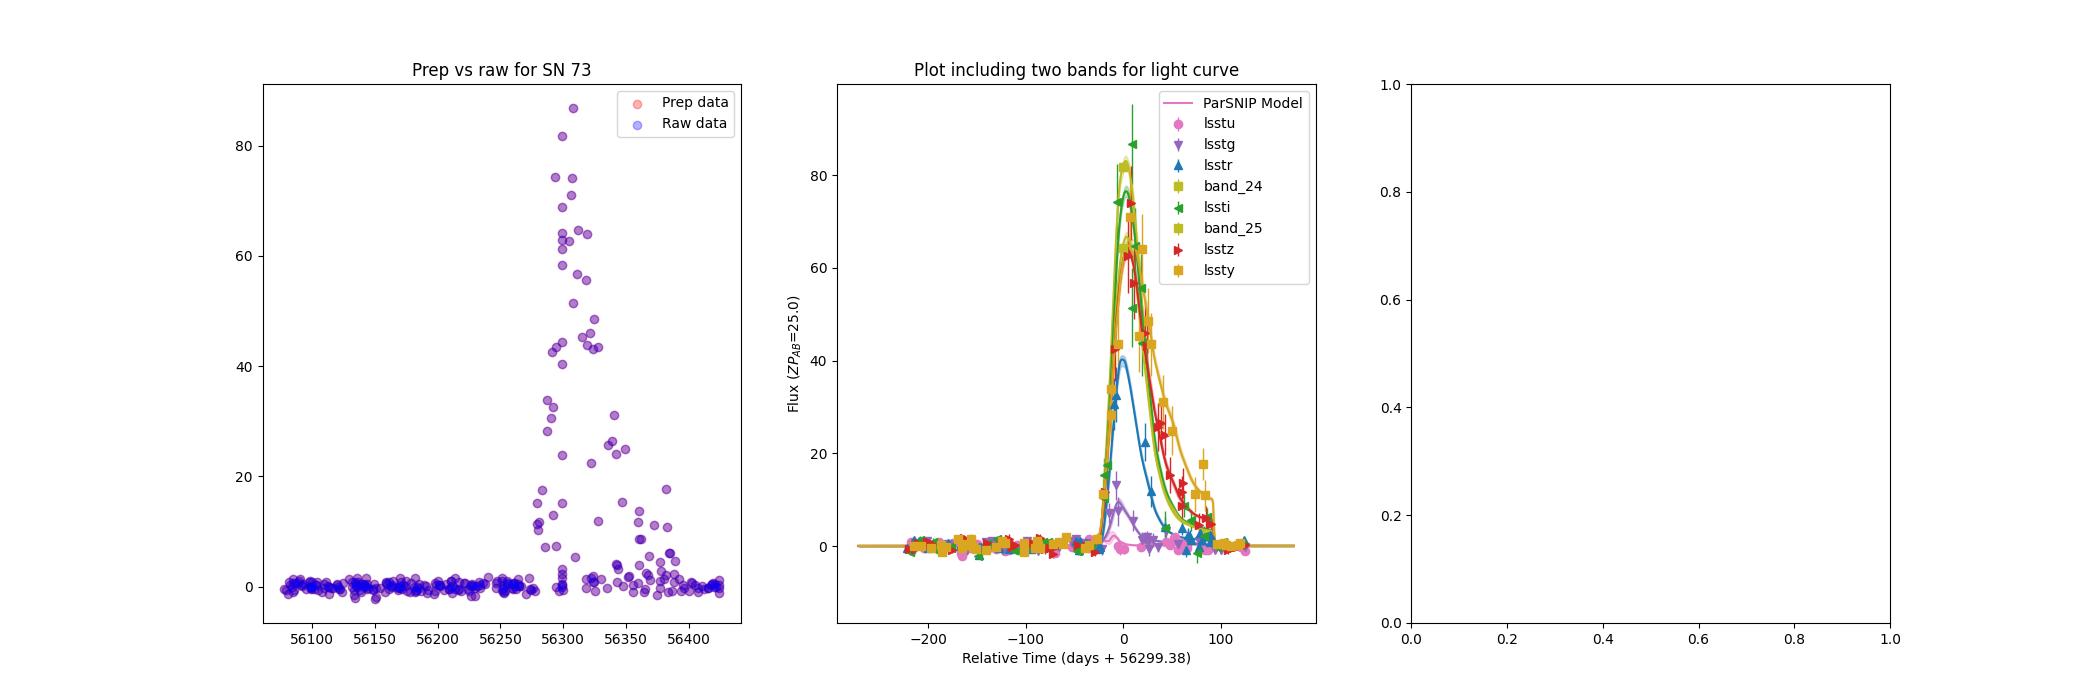 Prep vs raw for SN 73
Prep data
Raw data
80
60
40
20
0
56100 56150 56200 56250 56300 56350 56400
Plot including two bands for light curve
ParSNIP Model
lsstu
lsstg
lsstr
band_24
lssti
band_25
lsstz
lssty
Flux ($ZP_{AB}$=25.0)
80
60
40
20
0
−200 −100 0 100
Relative Time (days + 56299.38)
1.0
0.8
0.6
0.4
0.2
0.0
0.0 0.2 0.4 0.6 0.8 1.0